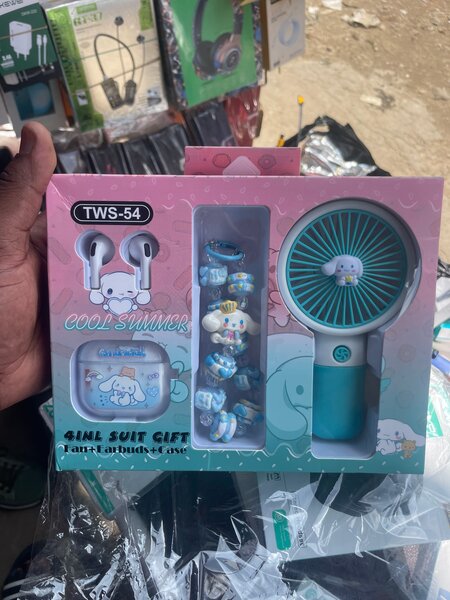 TWS-54
COOL SUMMER
4INL SUIT GIFT
Fan+Earbuds+Case